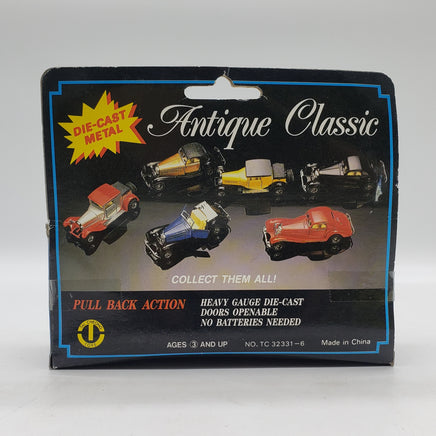 DIE-CAST
METAL
Antique Classic
COLLECT THEM ALL!
PULL BACK ACTION
HEAVY GAUGE DIE-CAST
DOORS OPENABLE
NO BATTERIES NEEDED
AGES ③ AND UP
NO. TC 32331-6
Made in China